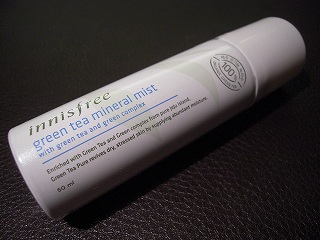 innisfree
green tea mineral mist
with green tea and green complex
Enriched with Green Tea and Green complex from pure Jeju island,
Green Tea Pure revives dry, stressed skin by supplying abundant moisture.
50 ml
100